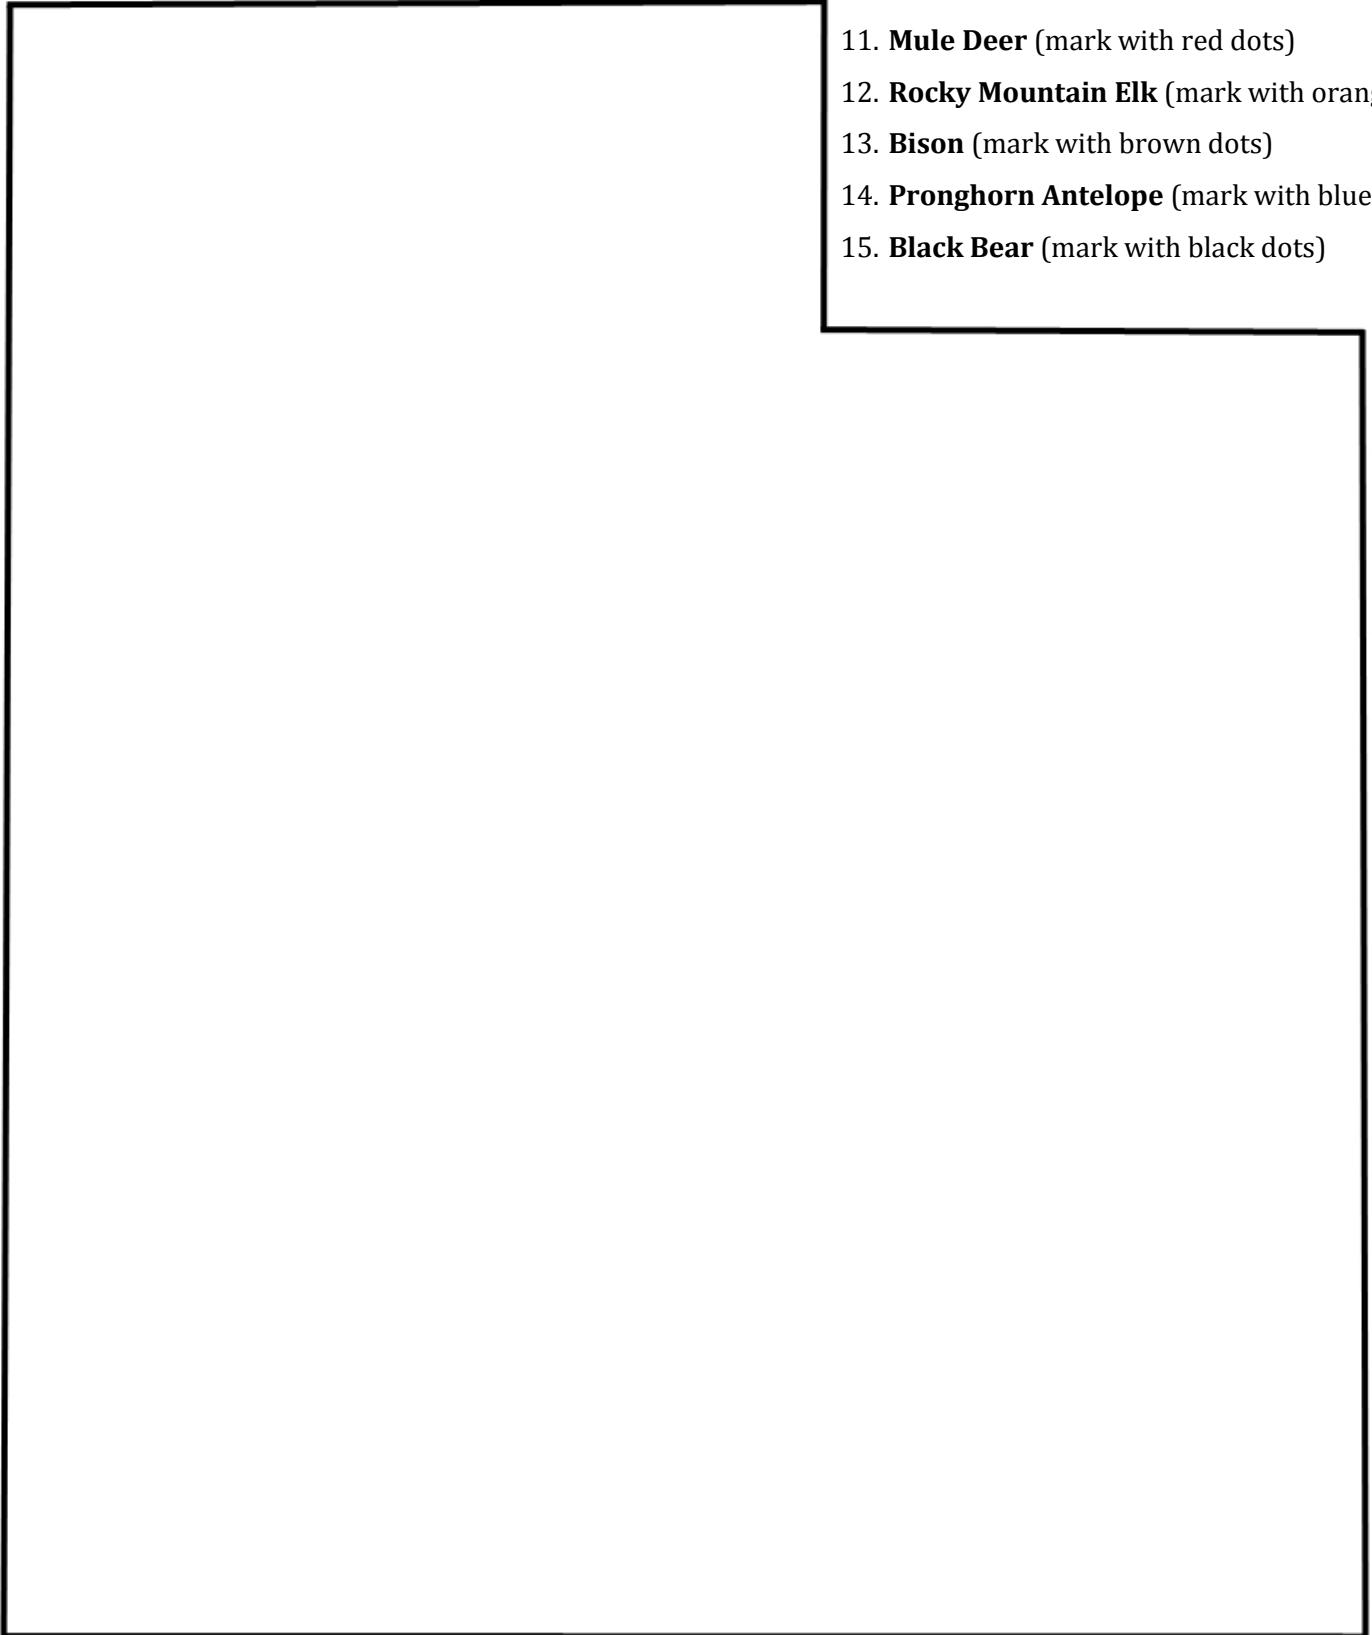 11. Mule Deer (mark with red dots)
12. Rocky Mountain Elk (mark with
13. Bison (mark with brown dots)
14. Pronghorn Antelope (mark with blue
15. Black Bear (mark with black dots)